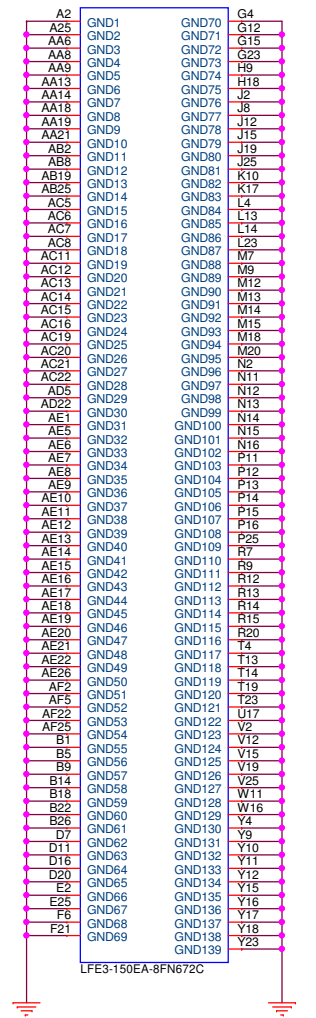 A2 GND1 GND70 G4
A25 GND2 GND71 G12
AA6 GND3 GND72 G15
AA8 GND4 GND73 G23
AA9 GND5 GND74 H9
AA13 GND6 GND75 H18
AA14 GND7 GND76 J2
AA18 GND8 GND77 J8
AA19 GND9 GND78 J12
AA21 GND10 GND79 J15
AB2 GND11 GND80 J19
AB8 GND12 GND81 J25
AB19 GND13 GND82 K10
AB25 GND14 GND83 K17
AC5 GND15 GND84 L4
AC6 GND16 GND85 L13
AC7 GND17 GND86 L14
AC8 GND18 GND87 L23
AC11 GND19 GND88 M7
AC12 GND20 GND89 M9
AC13 GND21 GND90 M12
AC14 GND22 GND91 M13
AC15 GND23 GND92 M14
AC16 GND24 GND93 M15
AC19 GND25 GND94 M18
AC20 GND26 GND95 M20
AC21 GND27 GND96 N2
AC22 GND28 GND97 N11
AD5 GND29 GND98 N12
AD22 GND30 GND99 N13
AE1 GND31 GND100 N14
AE5 GND32 GND101 N15
AE6 GND33 GND102 N16
AE7 GND34 GND103 P11
AE8 GND35 GND104 P12
AE9 GND36 GND105 P13
AE10 GND37 GND106 P14
AE11 GND38 GND107 P15
AE12 GND39 GND108 P16
AE13 GND40 GND109 P25
AE14 GND41 GND110 R7
AE15 GND42 GND111 R9
AE16 GND43 GND112 R12
AE17 GND44 GND113 R13
AE18 GND45 GND114 R14
AE19 GND46 GND115 R15
AE20 GND47 GND116 R20
AE21 GND48 GND117 T4
AE22 GND49 GND118 T13
AE26 GND50 GND119 T14
AF2 GND51 GND120 T19
AF5 GND52 GND121 T23
AF22 GND53 GND122 U17
AF25 GND54 GND123 V2
B1 GND55 GND124 V12
B5 GND56 GND125 V15
B9 GND57 GND126 V19
B14 GND58 GND127 V25
B18 GND59 GND128 W11
B22 GND60 GND129 W16
B26 GND61 GND130 Y4
D7 GND62 GND131 Y9
D11 GND63 GND132 Y10
D16 GND64 GND133 Y11
D20 GND65 GND134 Y12
E2 GND66 GND135 Y15
E25 GND67 GND136 Y16
F6 GND68 GND137 Y17
F21 GND69 GND138 Y18
GND139 Y23
LFE3-150EA-8FN672C